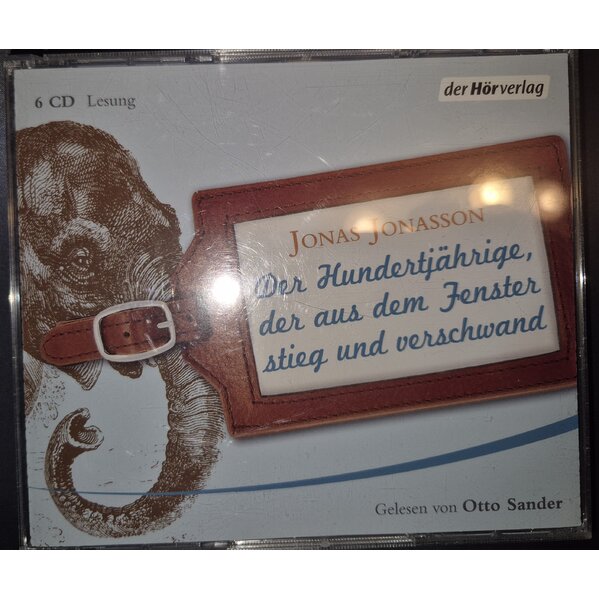 6 CD Lesung
der Hörverlag
JONAS JONASSON
Der Hundertjährige,
der aus dem Fenster
stieg und verschwand
Gelesen von Otto Sander